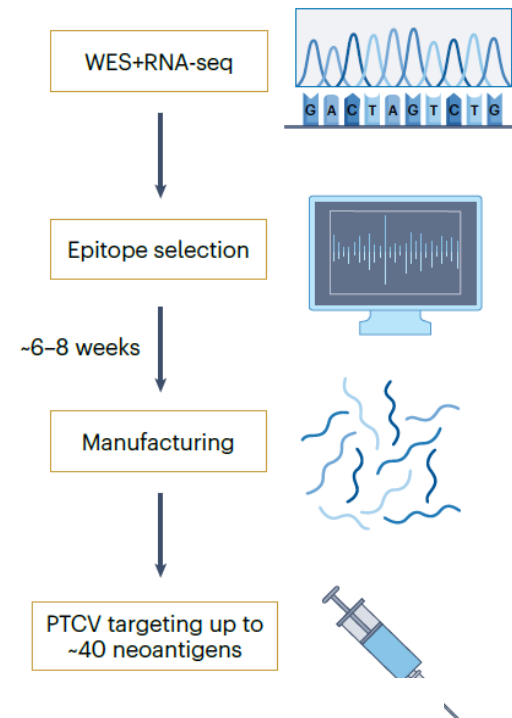 WES+RNA-seq
G A C T A G T C T G
Epitope selection
~6–8 weeks
Manufacturing
PTCV targeting up to
~40 neoantigens